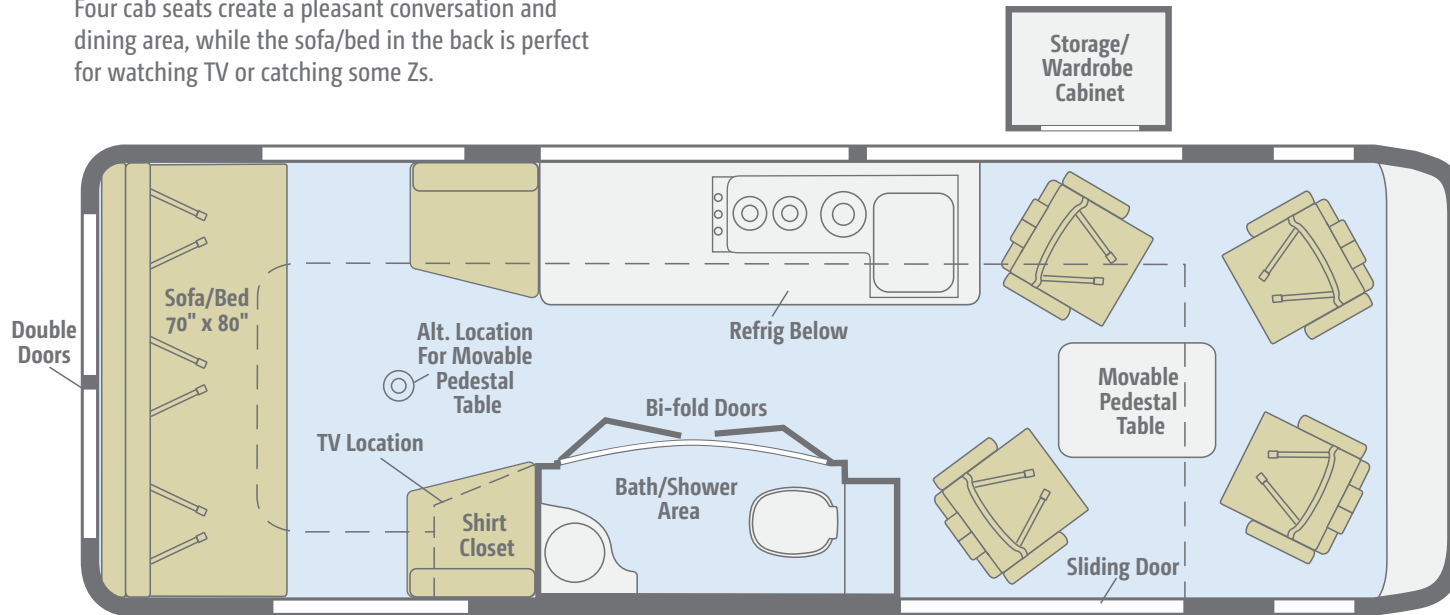 Four cab seats create a pleasant conversation and
dining area, while the sofa/bed in the back is perfect
for watching TV or catching some Zs.
Storage/
Wardrobe
Cabinet
Sofa/Bed
70" x 80"
Double
Doors
Alt. Location
For Movable
Pedestal
Table
Refrig Below
Movable
Pedestal
Table
Bi-fold Doors
TV Location
Bath/Shower
Area
Shirt
Closet
Sliding Door